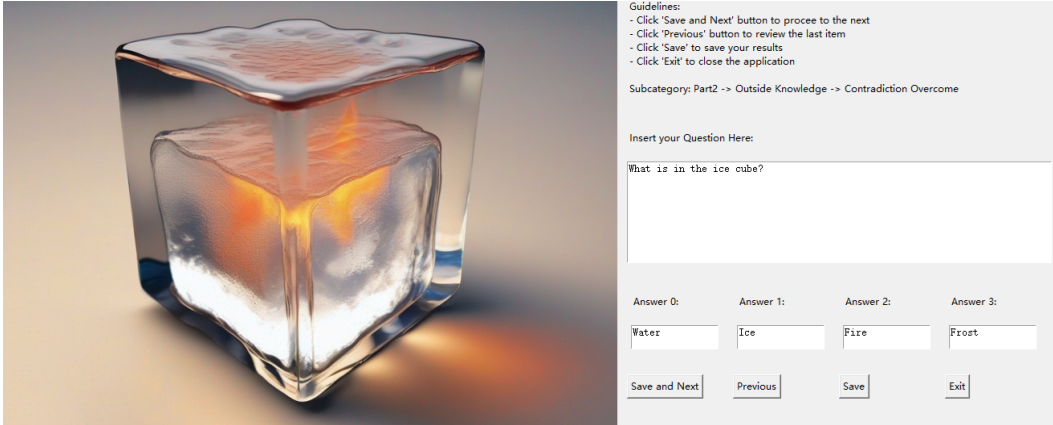 Guidelines:
- Click 'Save and Next' button to procee to the next
- Click 'Previous' button to review the last item
- Click 'Save' to save your results
- Click 'Exit' to close the application
Subcategory: Part2 -> Outside Knowledge -> Contradiction Overcome
Insert your Question Here:
What is in the ice cube?
Answer 0: Answer 1: Answer 2: Answer 3:
Water Ice Fire Frost
Save and Next Previous Save Exit